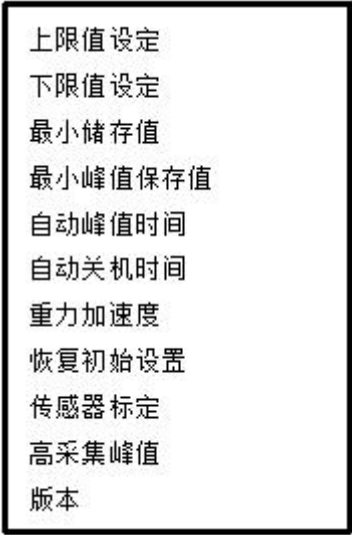 上限值设定
下限值设定
最小储存值
最小峰值保存值
自动峰值时间
自动关机时间
重力加速度
恢复初始设置
传感器标定
高采集峰值
版本